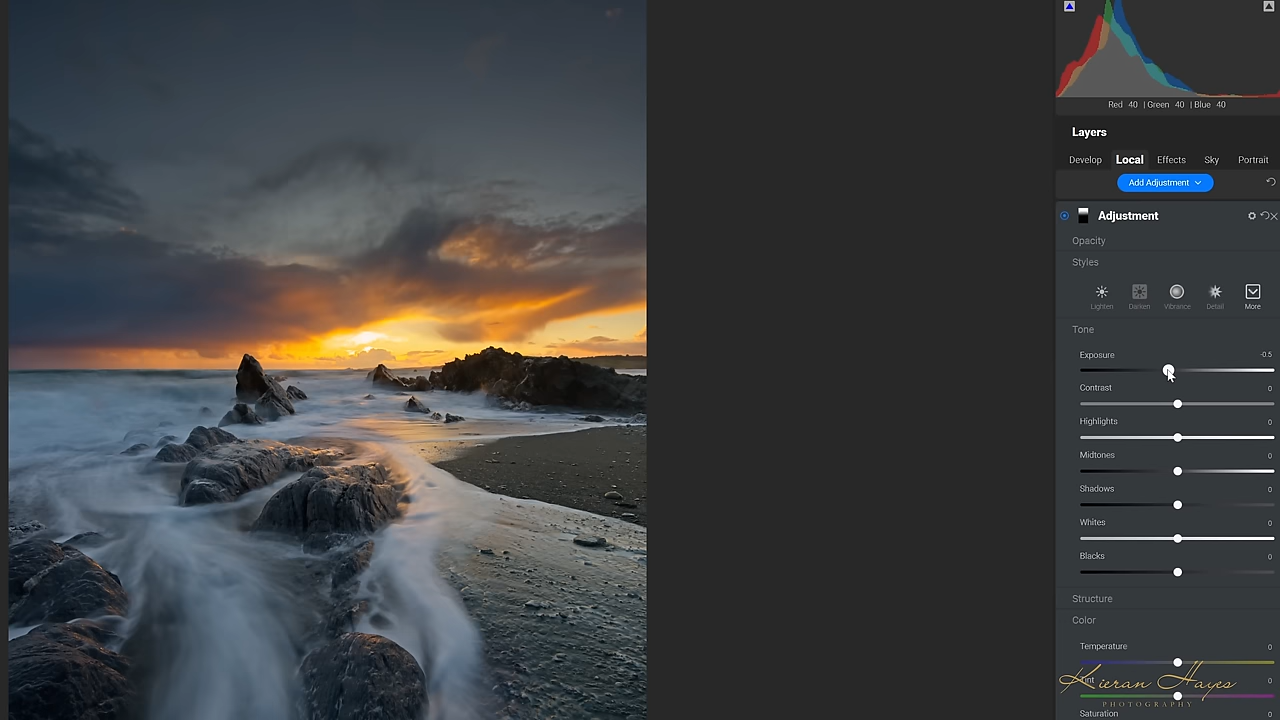 Red 40 | Green 40 | Blue 40
Layers
Develop Local Effects Sky Portrait
Add Adjustment
Adjustment
Opacity
Styles
Lighten Darken Vibrance Detail More
Tone
Exposure -0.5
Contrast 0
Highlights 0
Midtones 0
Shadows 0
Whites 0
Blacks 0
Structure
Color
Temperature 0
Tint 0
Kieran Hayes
PHOTOGRAPHY
Saturation 0